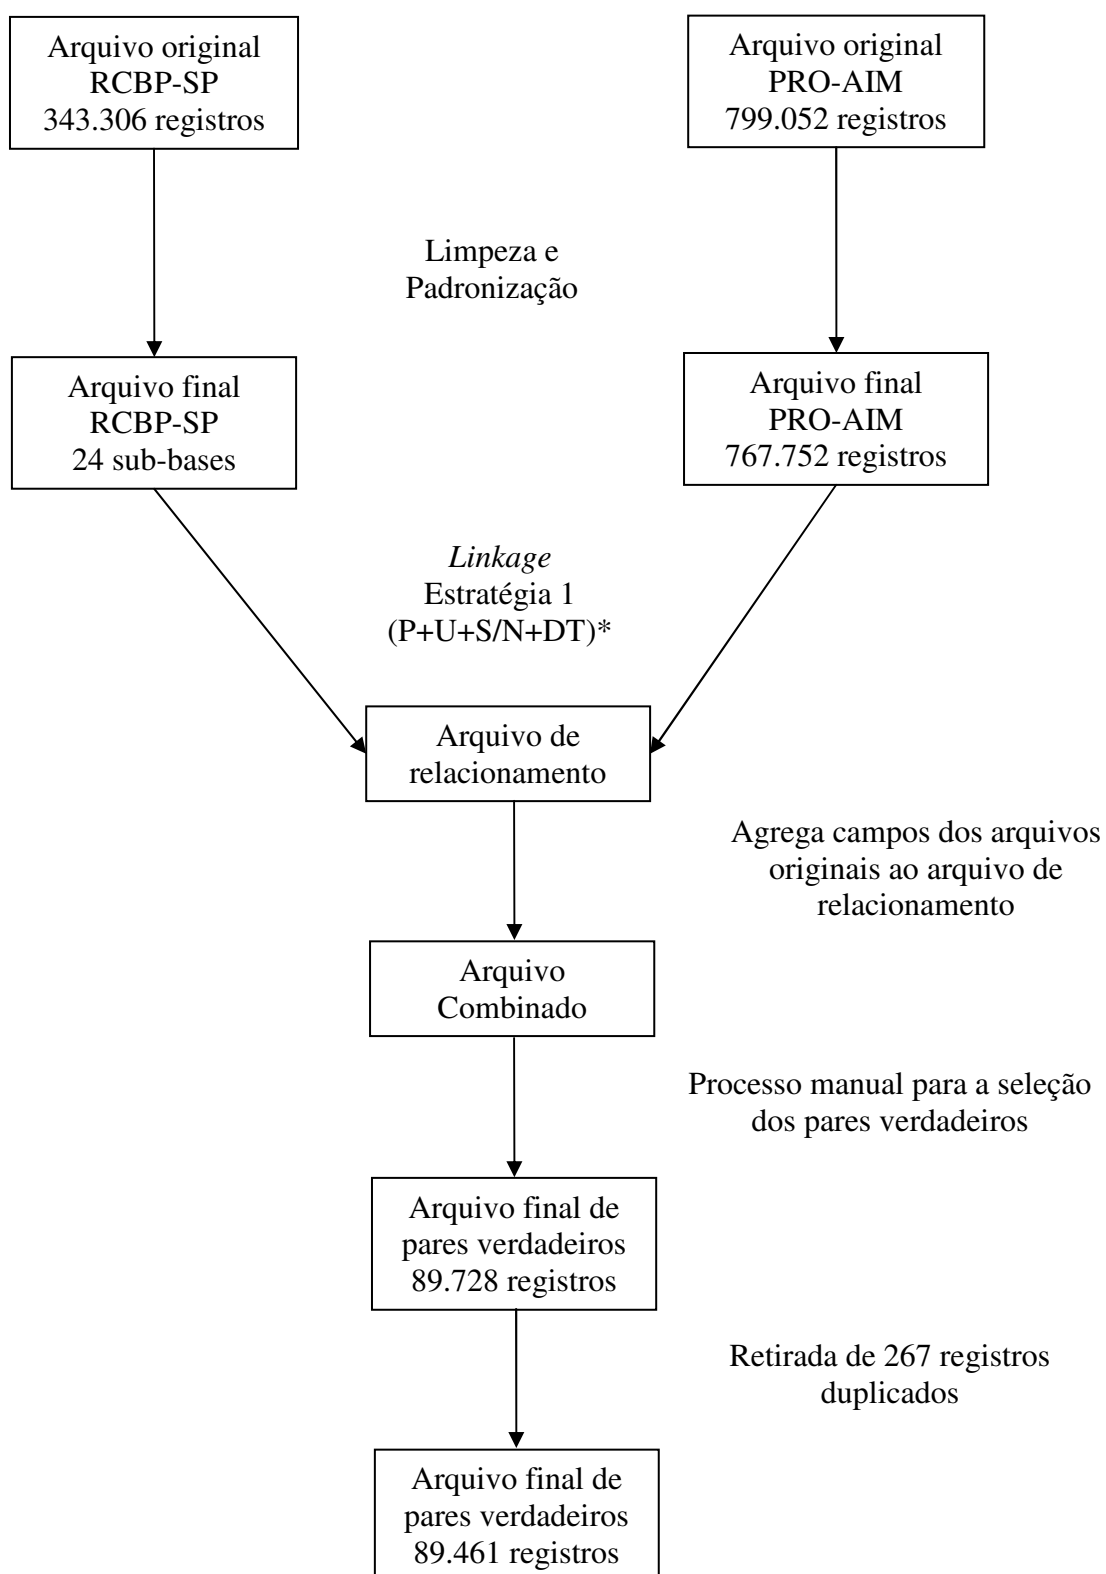 Arquivo original
RCBP-SP
343.306 registros
Arquivo original
PRO-AIM
799.052 registros
Limpeza e
Padronização
Arquivo final
RCBP-SP
24 sub-bases
Arquivo final
PRO-AIM
767.752 registros
Linkage
Estratégia 1
(P+U+S/N+DT)*
Arquivo de
relacionamento
Agrega campos dos arquivos
originais ao arquivo de
relacionamento
Arquivo
Combinado
Processo manual para a seleção
dos pares verdadeiros
Arquivo final de
pares verdadeiros
89.728 registros
Retirada de 267 registros
duplicados
Arquivo final de
pares verdadeiros
89.461 registros